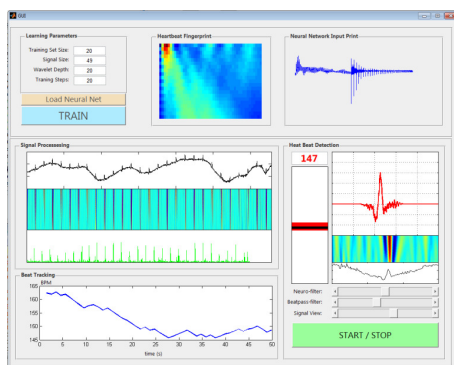 GUI
Learning Parameters
Training Set Size: 20
Signal Size: 49
Wavelet Depth: 20
Training Steps: 20
Load Neural Net
TRAIN
Heartbeat Fingerprint
Neural Network Input Print
Signal Processsing
Heat Beat Detection
147
Neuro-filter:
Beatpass-filter:
Signal View:
START / STOP
Beat Tracking
BPM
165
160
155
150
145
0 5 10 15 20 25 30 35 40 45 50
time (s)